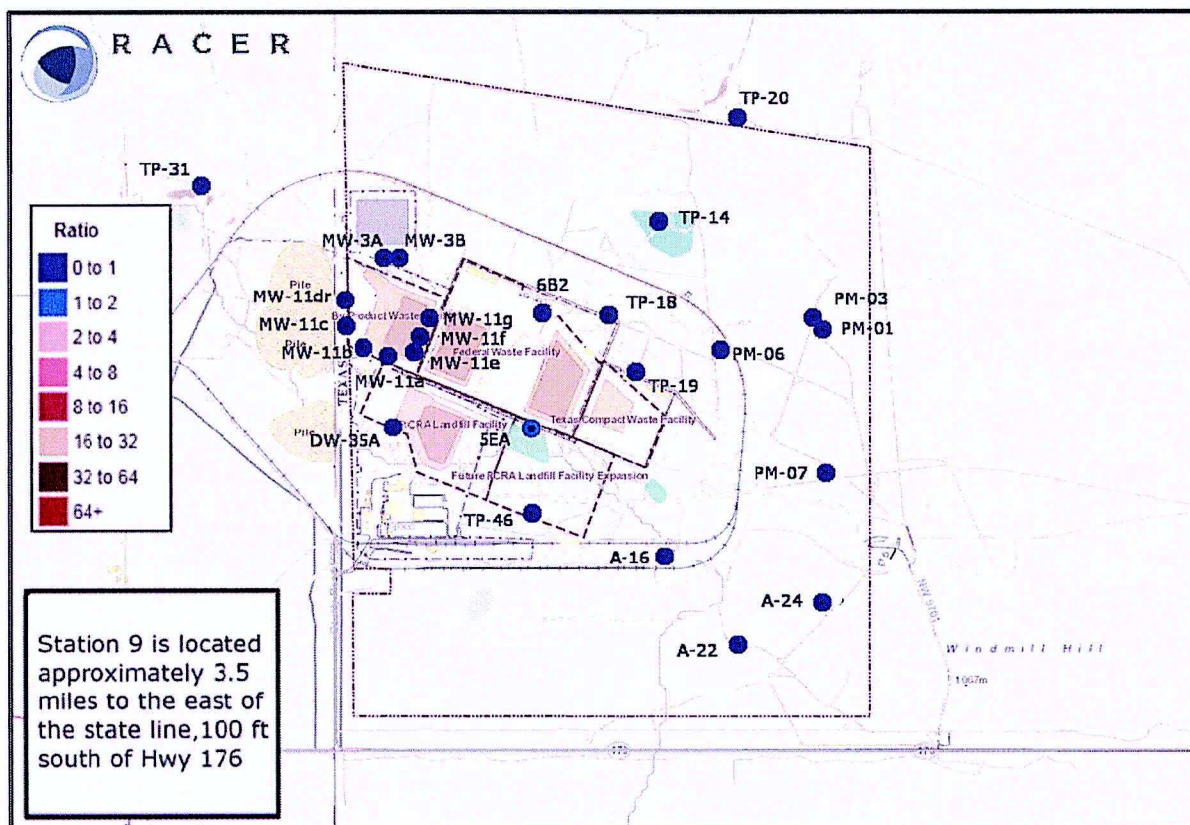 RACER
TP-20
TP-31
TP-14
Ratio
0 to 1
1 to 2
2 to 4
4 to 8
8 to 16
16 to 32
32 to 64
64+
MW-3A
MW-3B
Pile
MW-11dr
6B2
TP-18
PM-03
PM-01
MW-11g
MW-11c
MW-11f
PM-06
Pile
MW-11b
Federal Waste Facility
MW-11e
MW-11a
TP-19
TEXAS
Texas Compact Waste Facility
DW-35A
Landfill Facility
5EA
Pile
Future RCRA Landfill Facility Expansion
PM-07
TP-46
A-16
A-24
NW 9701
A-22
Windmill Hill
Station 9 is located
approximately 3.5
miles to the east of
the state line,100 ft
south of Hwy 176